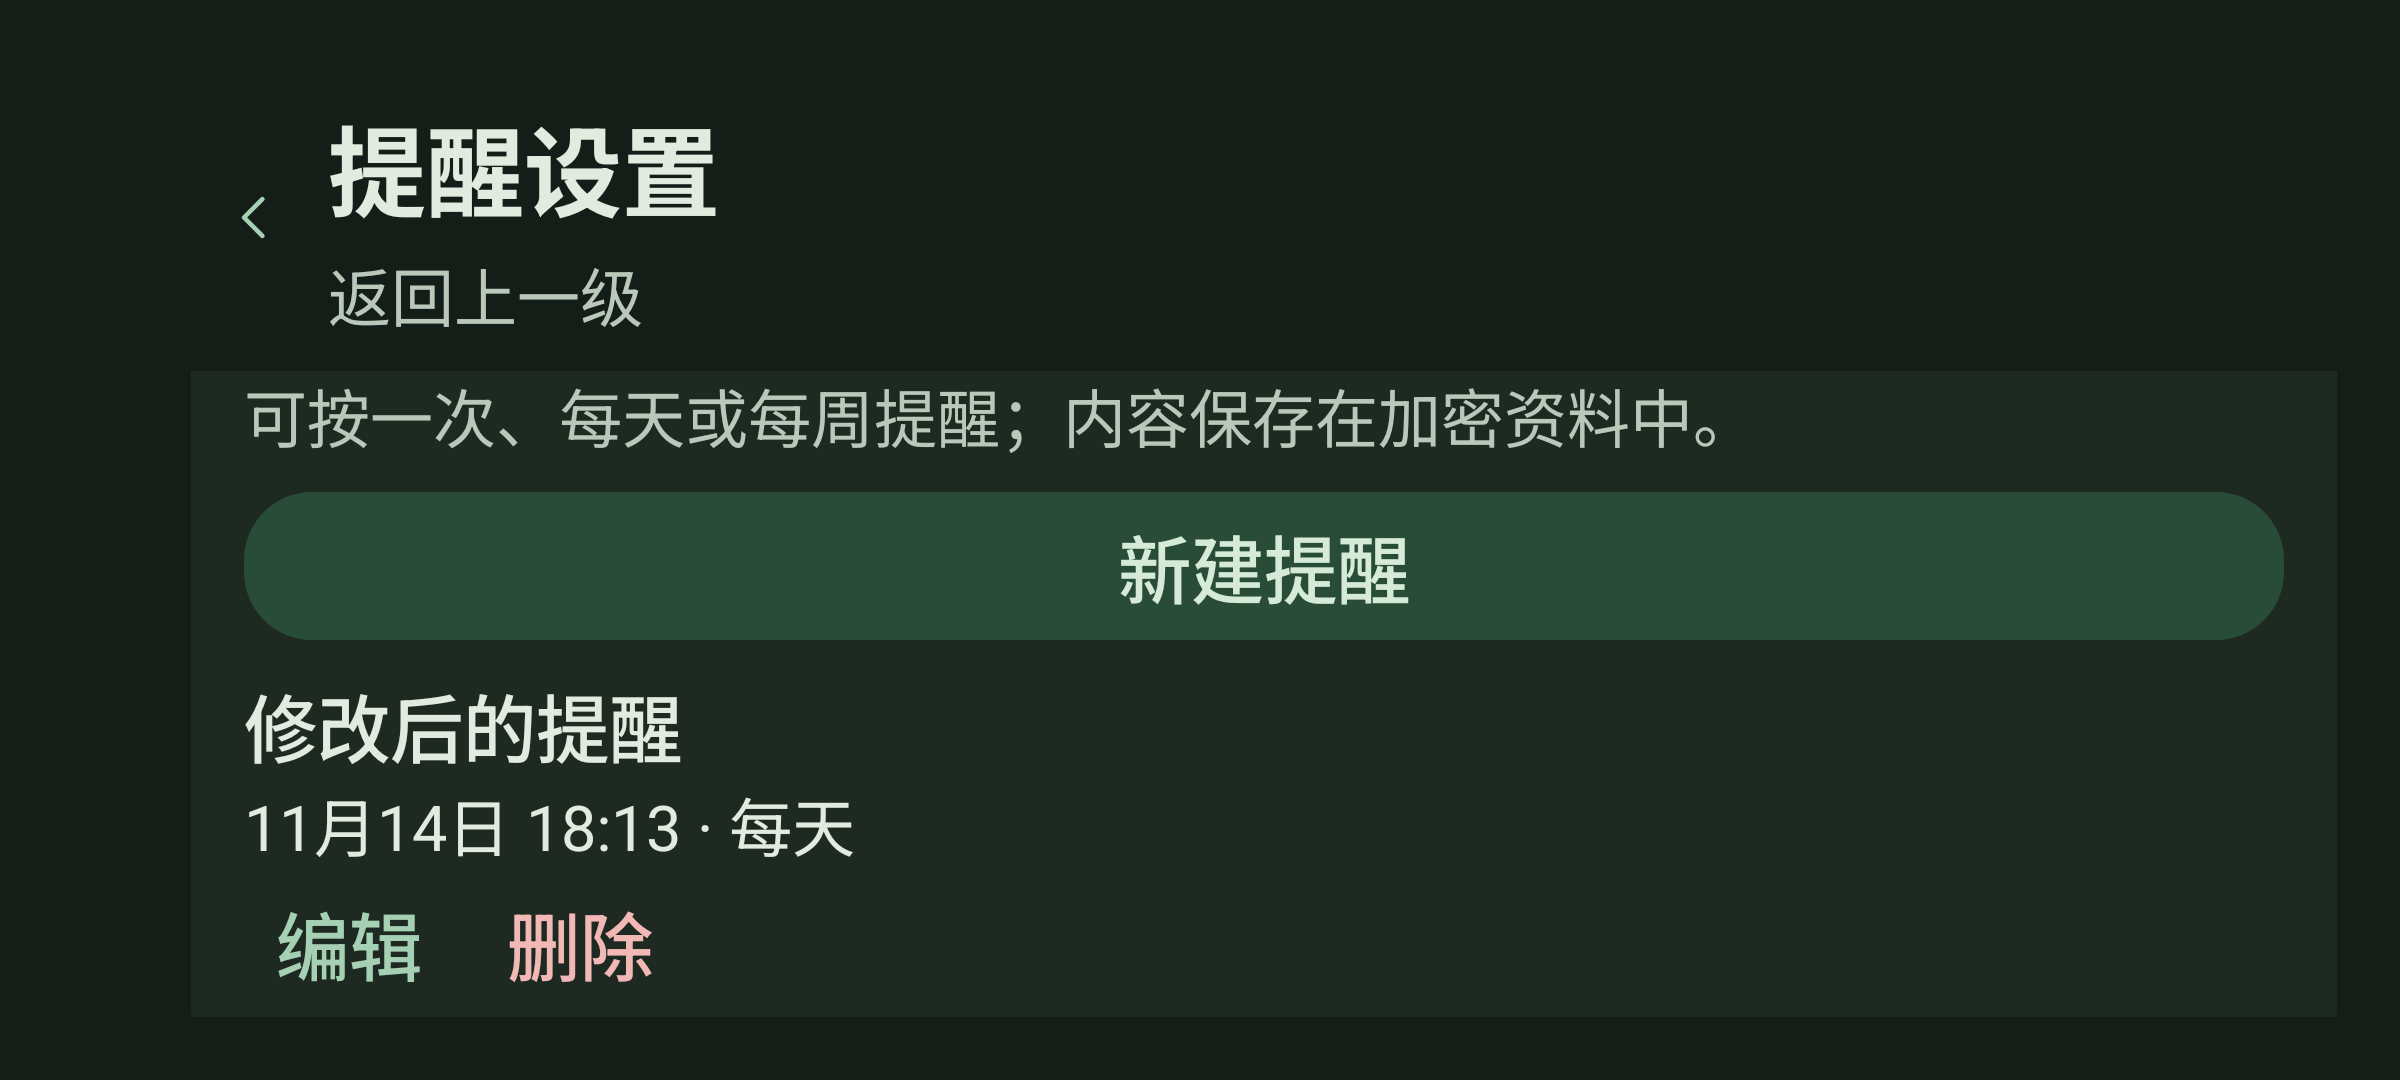 提醒设置
返回上一级
可按一次、每天或每周提醒；内容保存在加密资料中。
新建提醒
修改后的提醒
11月14日 18:13 · 每天
编辑 删除